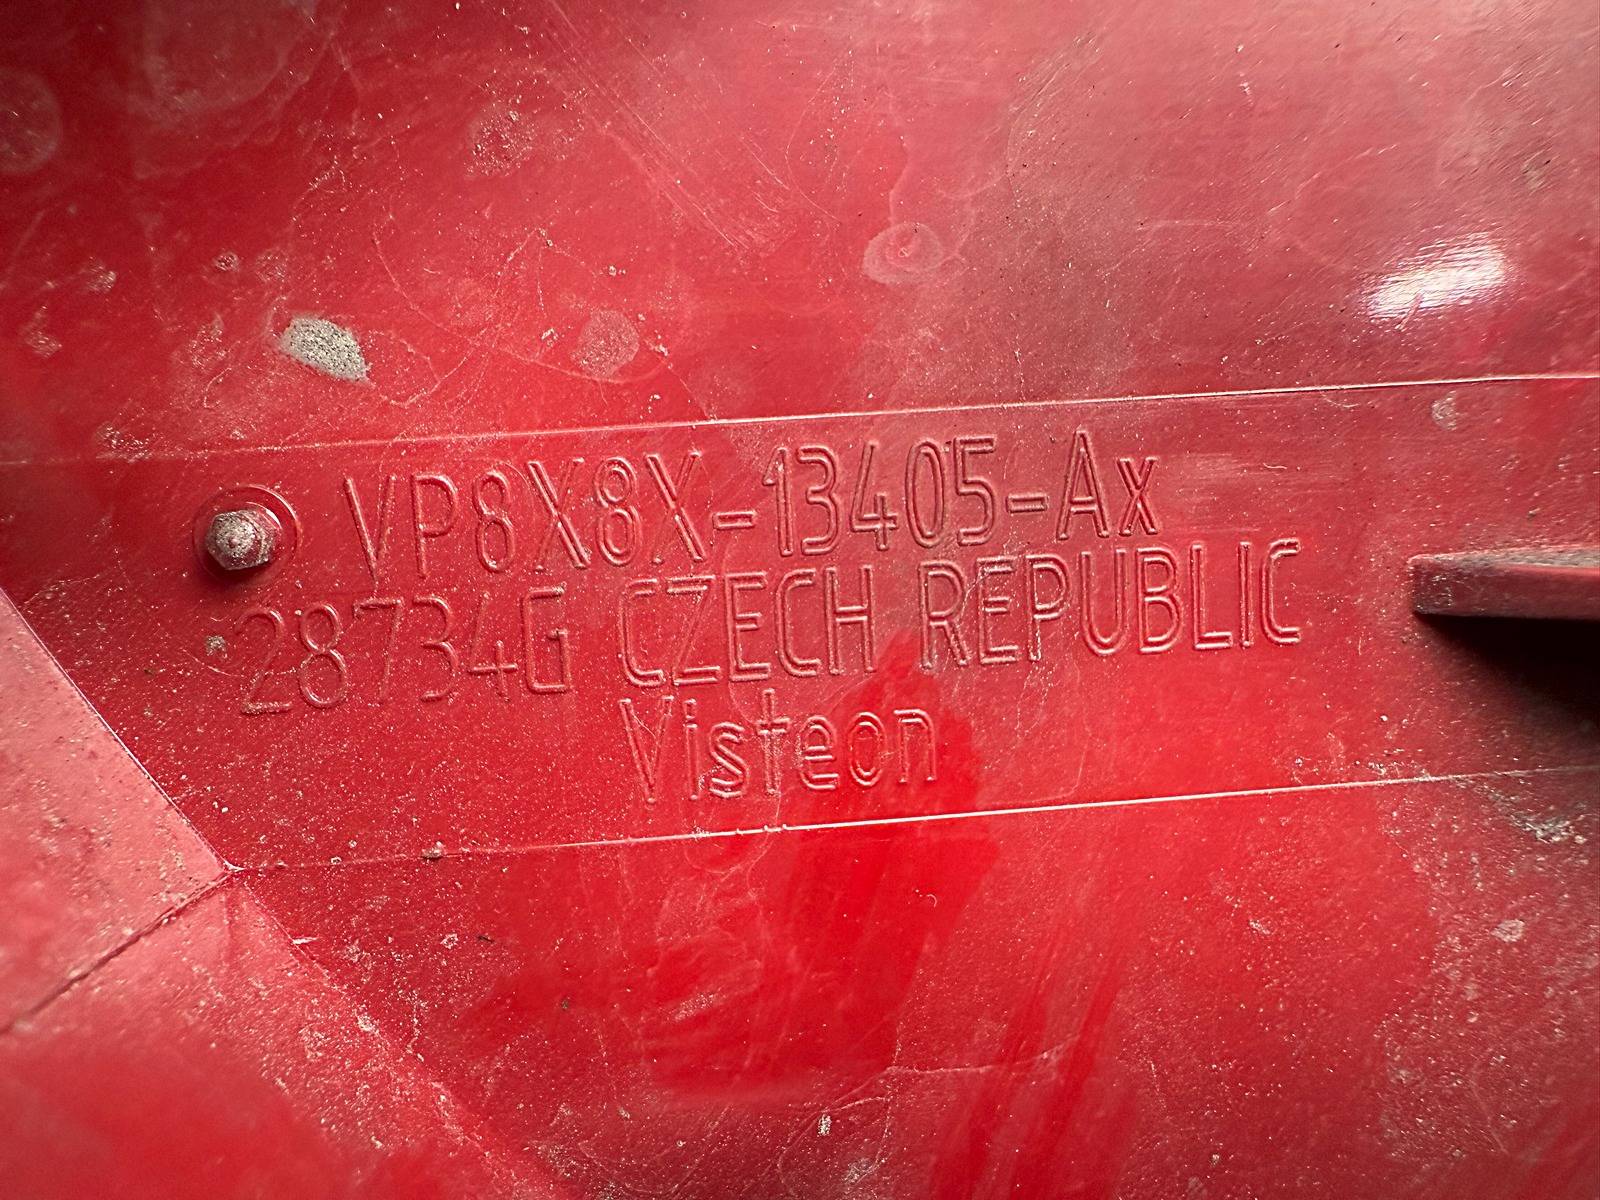 VP8X8X-13405-Ax
28734G CZECH REPUBLIC
Visteon